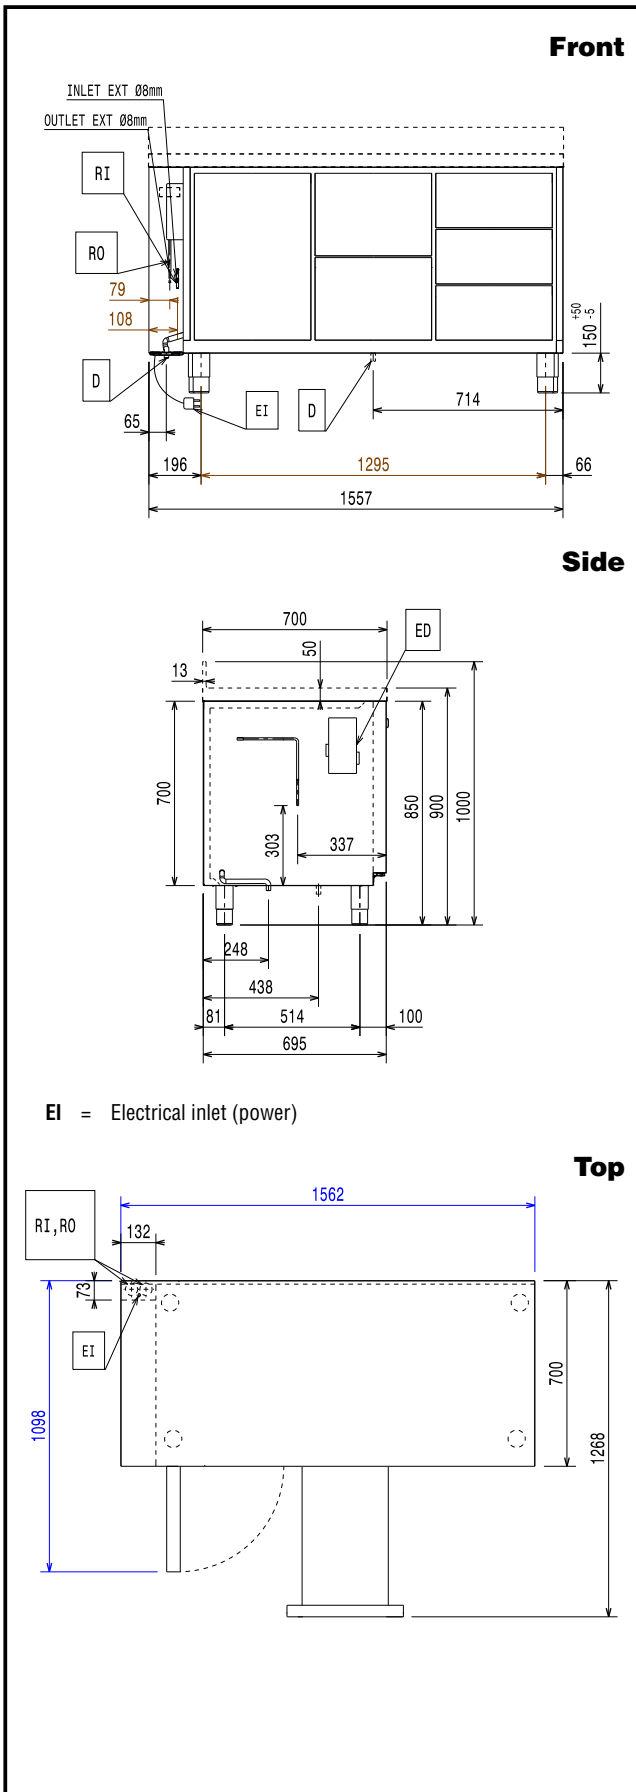 Front
INLET EXT Ø8mm
OUTLET EXT Ø8mm
RI
RO
79
108
D
EI
D
65
714
150 +50 -5
196
1295
66
1557
Side
700
ED
50
13
700
303
337
850
900
1000
248
438
81
514
100
695
EI = Electrical inlet (power)
Top
1562
RI,RO
132
73
EI
1098
700
1268